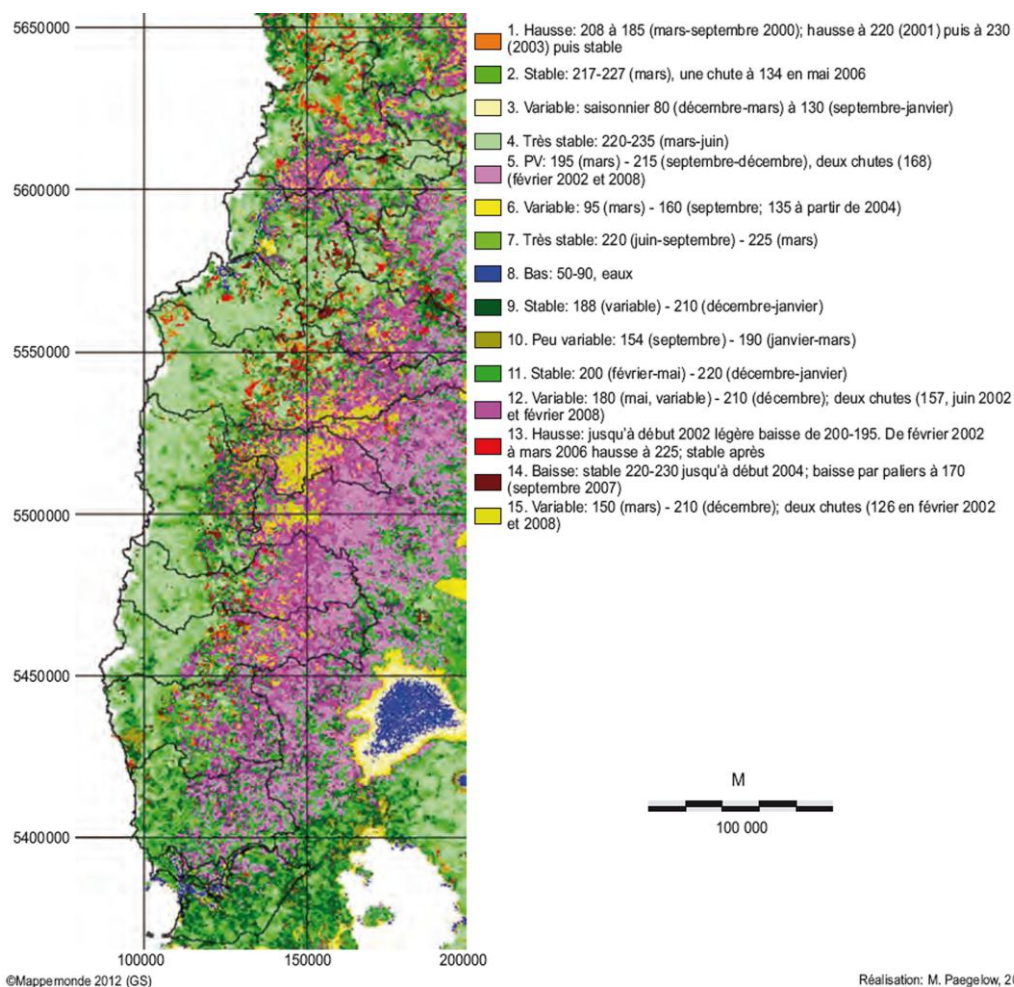 5650000
5600000
5550000
5500000
5450000
5400000
100000
150000
200000
1. Hausse: 208 à 185 (mars-septembre 2000); hausse à 220 (2001) puis à 230
(2003) puis stable
2. Stable: 217-227 (mars), une chute à 134 en mai 2006
3. Variable: saisonnier 80 (décembre-mars) à 130 (septembre-janvier)
4. Très stable: 220-235 (mars-juin)
5. PV: 195 (mars) - 215 (septembre-décembre), deux chutes (168)
(février 2002 et 2008)
6. Variable: 95 (mars) - 160 (septembre; 135 à partir de 2004)
7. Très stable: 220 (juin-septembre) - 225 (mars)
8. Bas: 50-90, eaux
9. Stable: 188 (variable) - 210 (décembre-janvier)
10. Peu variable: 154 (septembre) - 190 (janvier-mars)
11. Stable: 200 (février-mai) - 220 (décembre-janvier)
12. Variable: 180 (mai, variable) - 210 (décembre); deux chutes (157, juin 2002
et février 2008)
13. Hausse: jusqu'à début 2002 légère baisse de 200-195. De février 2002
à mars 2006 hausse à 225; stable après
14. Baisse: stable 220-230 jusqu'à début 2004; baisse par paliers à 170
(septembre 2007)
15. Variable: 150 (mars) - 210 (décembre); deux chutes (126 en février 2002
et 2008)
M
100 000
©Mappemonde 2012 (GS)
Réalisation: M. Paegelow,